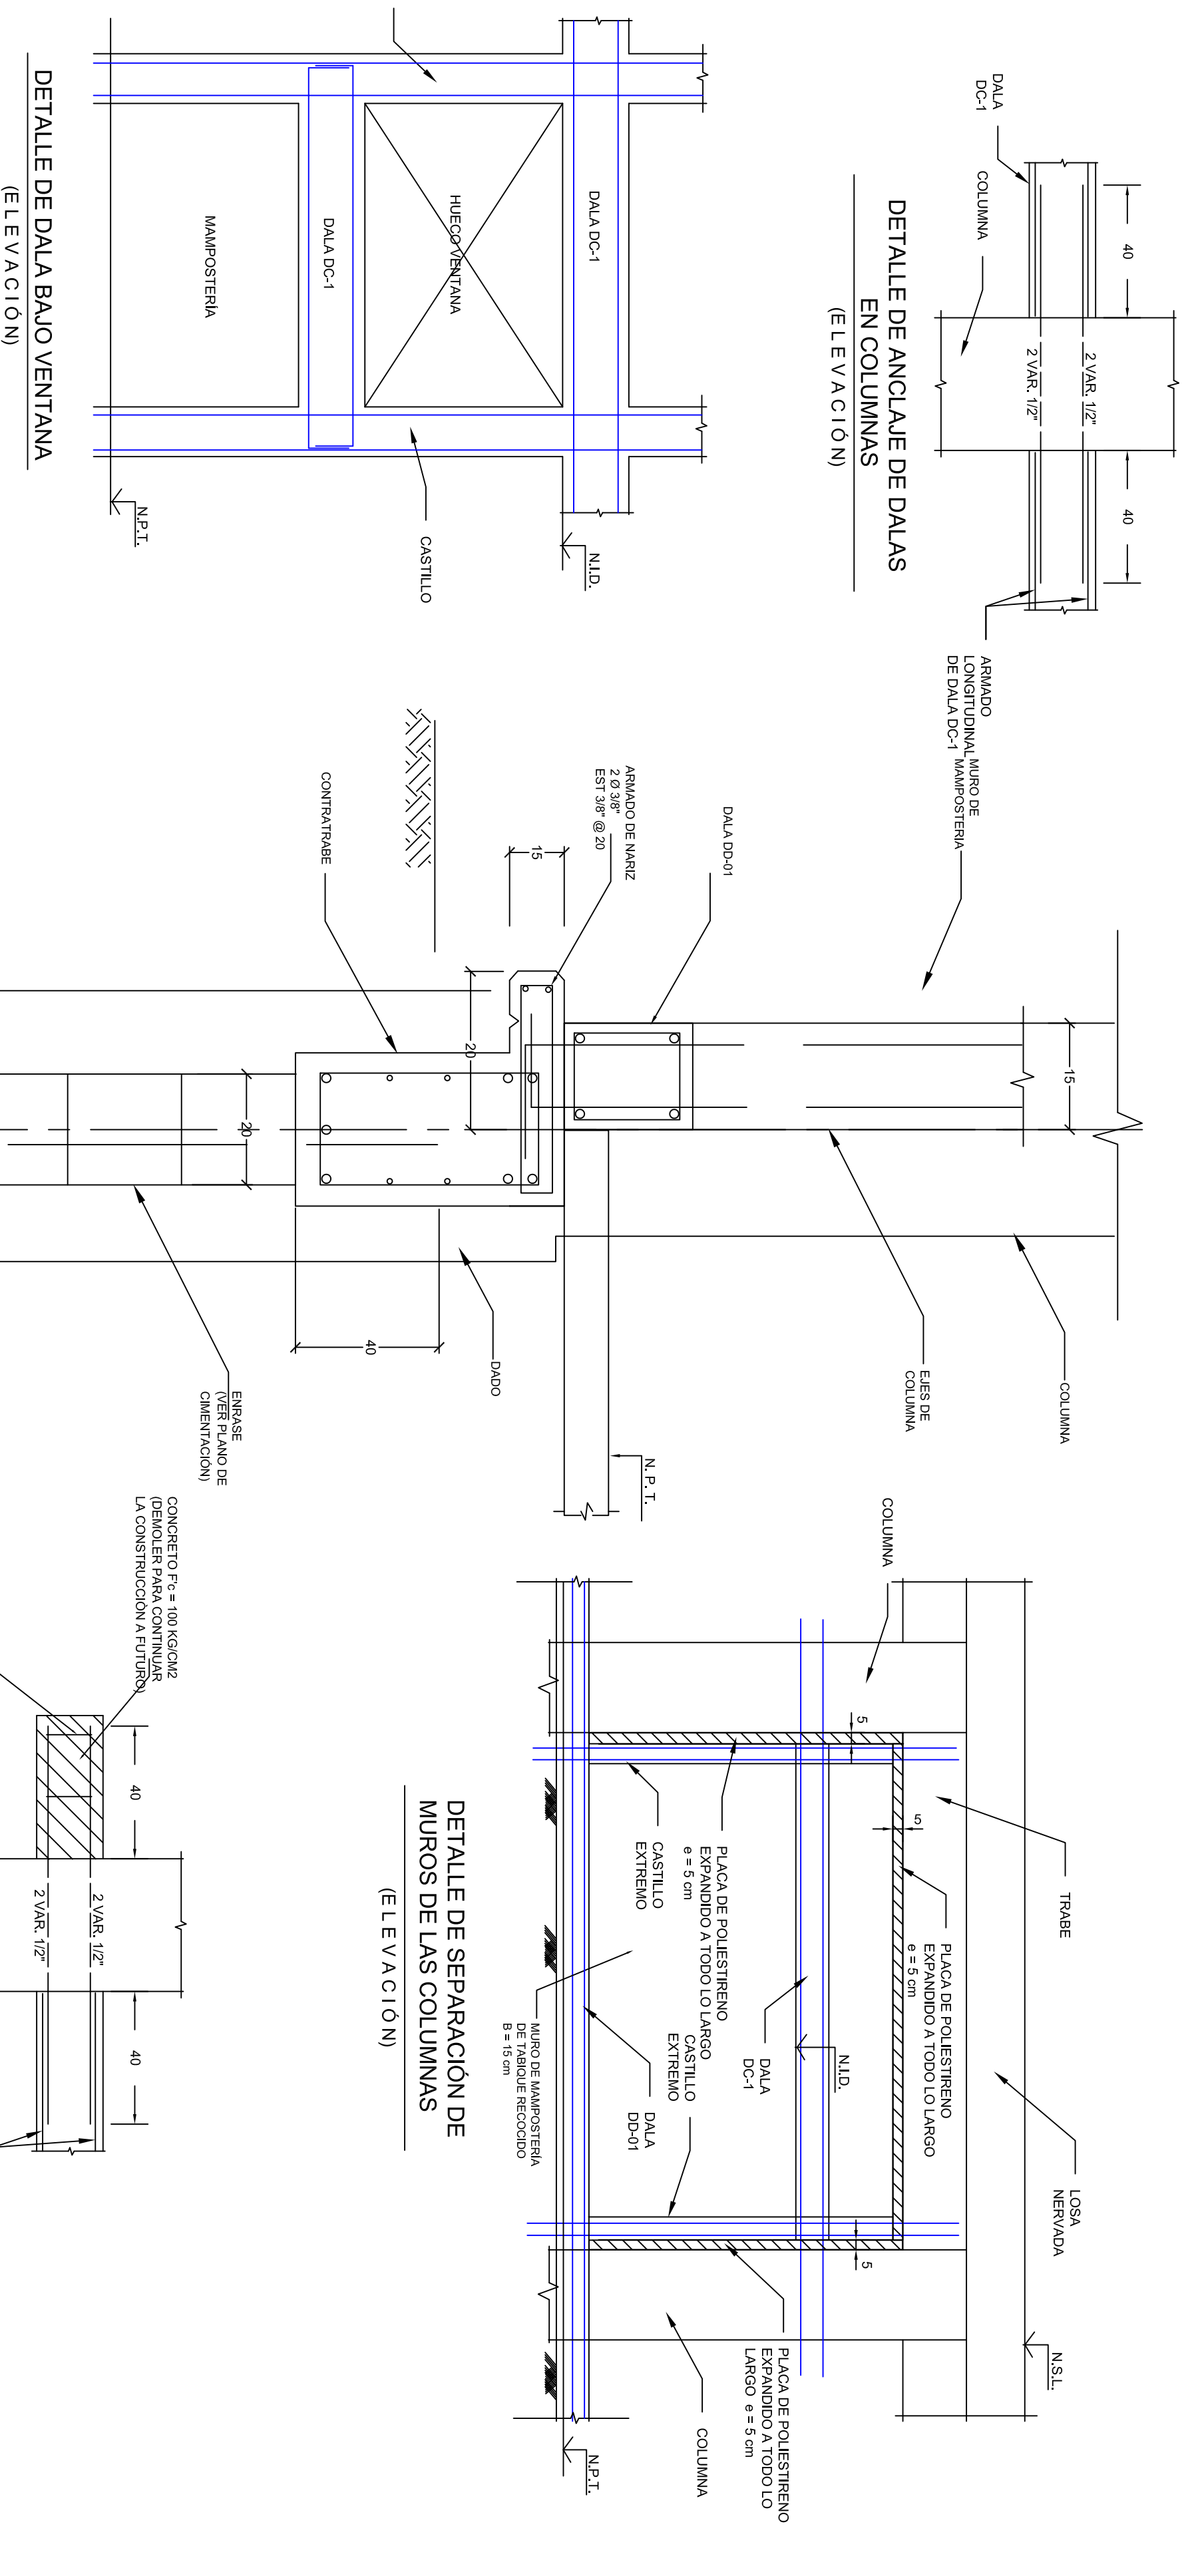 DALA
DC-1
COLUMNA
40
2 VAR. 1/2"
2 VAR. 1/2"
40
ARMADO
LONGITUDINAL
DE DALA DC-1
DETALLE DE ANCLAJE DE DALAS
EN COLUMNAS
(E L E V A C I Ó N)
DALA DC-1
HUECO VENTANA
DALA DC-1
MAMPOSTERÍA
N.I.D.
CASTILLO
N.P.T.
DETALLE DE DALA BAJO VENTANA
(E L E V A C I Ó N)
MURO DE
MAMPOSTERIA
15
COLUMNA
EJES DE
COLUMNA
DALA DD-01
ARMADO DE NARIZ
2 Ø 3/8"
EST 3/8" @ 20
15
N. P. T.
20
CONTRATRABE
DADO
40
20
ENRASE
(VER PLANO DE
CIMENTACIÓN)
N.S.L.
LOSA
NERVADA
TRABE
COLUMNA
5
5
5
PLACA DE POLIESTIRENO
EXPANDIDO A TODO LO LARGO
e = 5 cm
N.I.D.
DALA
DC-1
PLACA DE POLIESTIRENO
EXPANDIDO A TODO LO
LARGO e = 5 cm
PLACA DE POLIESTIRENO
EXPANDIDO A TODO LO LARGO
e = 5 cm
CASTILLO
EXTREMO
CASTILLO
EXTREMO
DALA
DD-01
COLUMNA
MURO DE MAMPOSTERÍA
DE TABIQUE RECOCIDO
B = 15 cm
N.P.T.
DETALLE DE SEPARACIÓN DE
MUROS DE LAS COLUMNAS
(E L E V A C I Ó N)
CONCRETO F'c = 100 KG/CM2
(DEMOLER PARA CONTINUAR
LA CONSTRUCCIÒN A FUTURO)
40
2 VAR. 1/2"
2 VAR. 1/2"
40